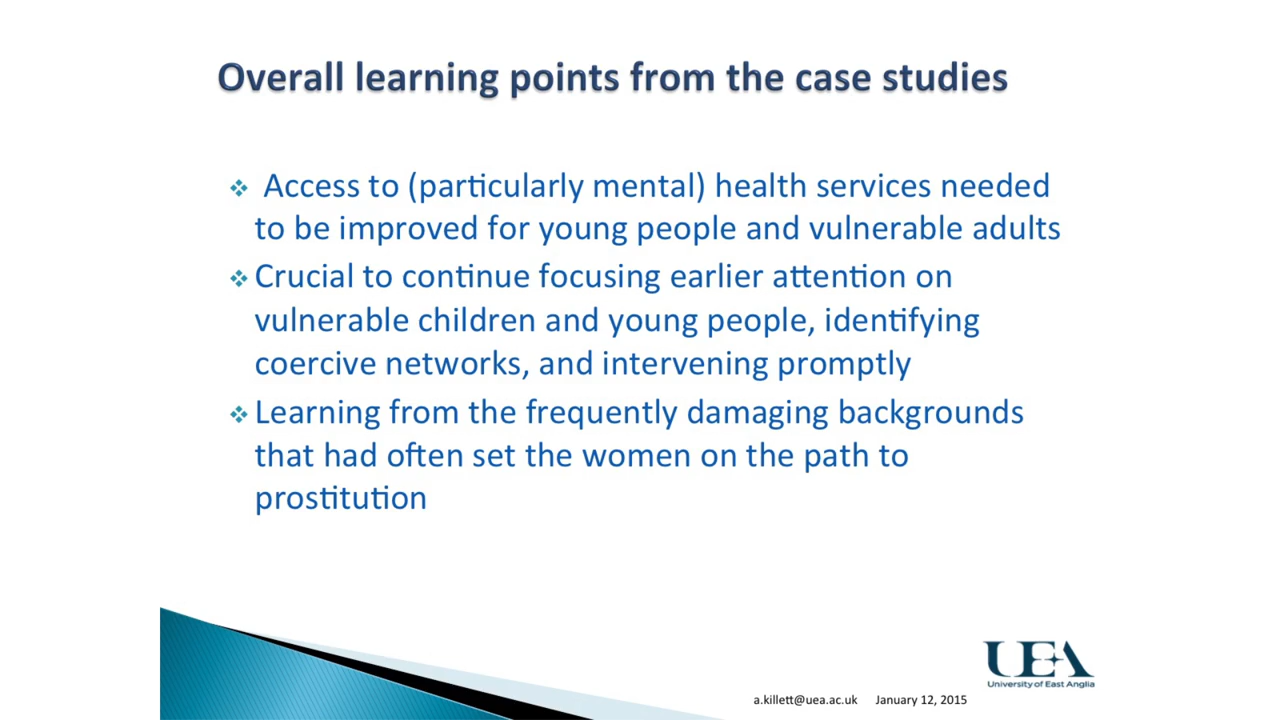 Overall learning points from the case studies
❖ Access to (particularly mental) health services needed
to be improved for young people and vulnerable adults
❖ Crucial to continue focusing earlier attention on
vulnerable children and young people, identifying
coercive networks, and intervening promptly
❖ Learning from the frequently damaging backgrounds
that had often set the women on the path to
prostitution
UEA
University of East Anglia
a.killett@uea.ac.uk January 12, 2015